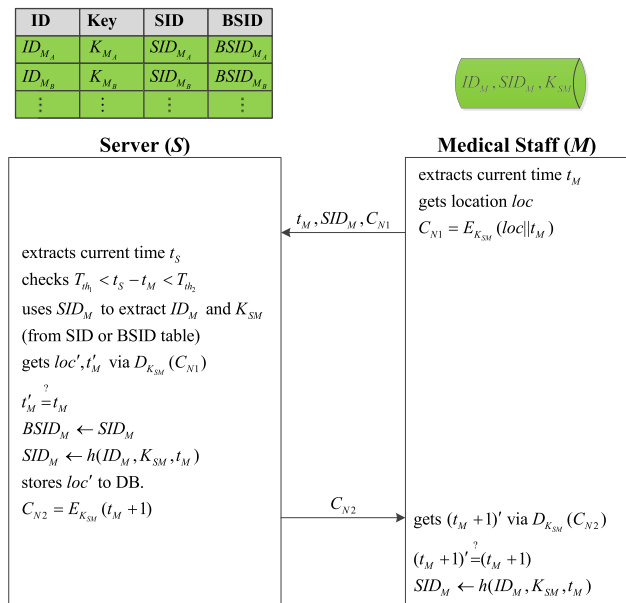 ID Key SID BSID
ID_{M_A} K_{M_A} SID_{M_A} BSID_{M_A}
ID_{M_B} K_{M_B} SID_{M_B} BSID_{M_B}
⋮ ⋮ ⋮ ⋮
ID_M, SID_M, K_{SM}
Server (S)
Medical Staff (M)
extracts current time t_M
gets location loc
C_{N1} = E_{K_{SM}}(loc||t_M)
t_M, SID_M, C_{N1}
extracts current time t_S
checks T_{th_1} < t_S − t_M < T_{th_2}
uses SID_M to extract ID_M and K_{SM}
(from SID or BSID table)
gets loc′, t′_M via D_{K_{SM}}(C_{N1})
t′_M ≟ t_M
BSID_M ← SID_M
SID_M ← h(ID_M, K_{SM}, t_M)
stores loc′ to DB.
C_{N2} = E_{K_{SM}}(t_M + 1)
C_{N2}
gets (t_M + 1)′ via D_{K_{SM}}(C_{N2})
(t_M + 1)′ ≟ (t_M + 1)
SID_M ← h(ID_M, K_{SM}, t_M)